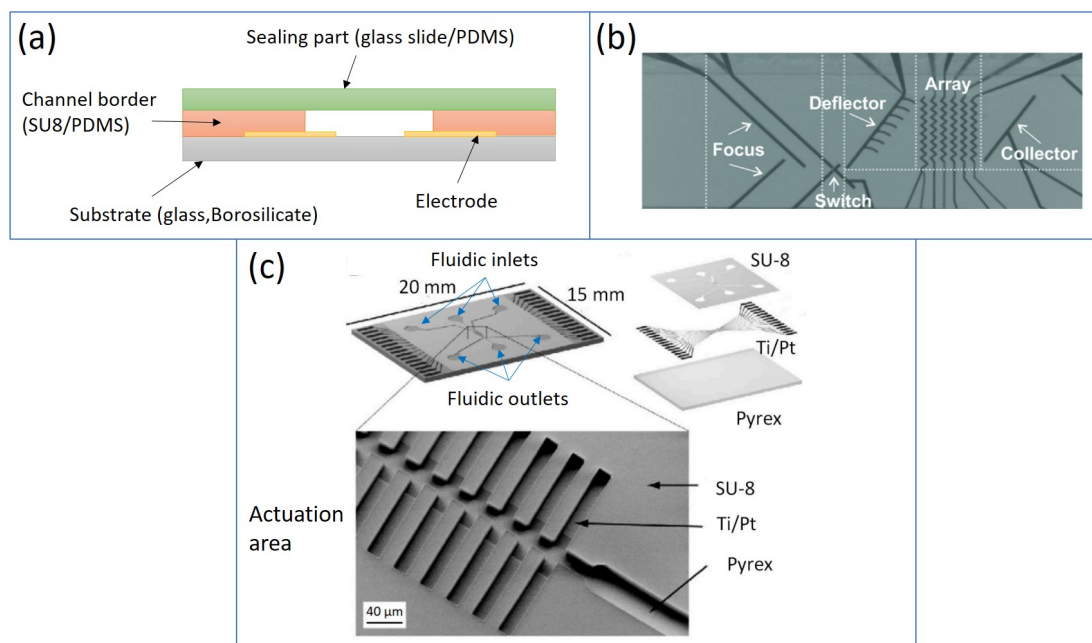 (a)
Sealing part (glass slide/PDMS)
Channel border
(SU8/PDMS)
Substrate (glass,Borosilicate)
Electrode
(b)
Array
Deflector
Focus
Collector
Switch
(c)
Fluidic inlets
20 mm
15 mm
Fluidic outlets
SU-8
Ti/Pt
Pyrex
Actuation
area
SU-8
Ti/Pt
Pyrex
40 µm